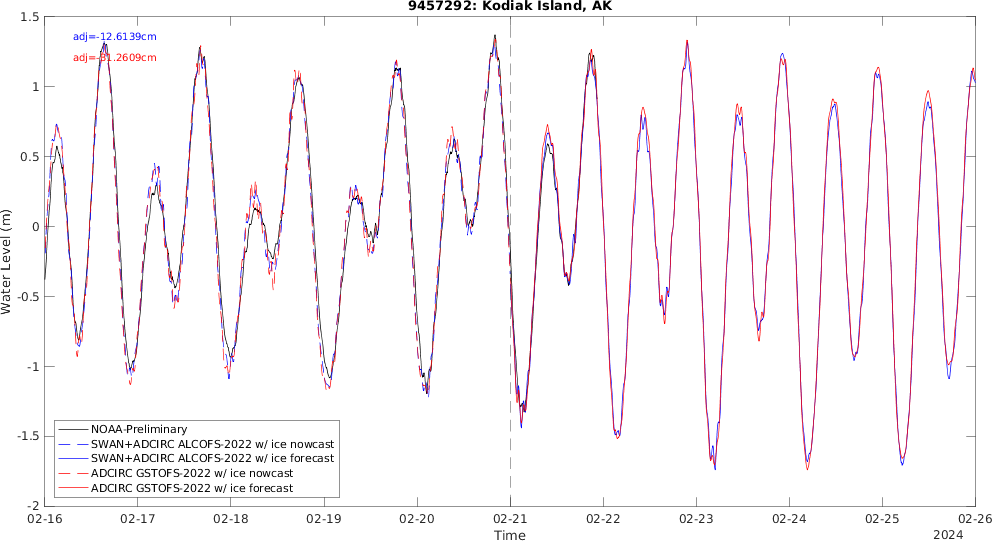 9457292: Kodiak Island, AK
adj=-12.6139cm
adj=-31.2609cm
1.5
1
0.5
0
-0.5
-1
-1.5
-2
Water Level (m)
NOAA-Preliminary
SWAN+ADCIRC ALCOFS-2022 w/ ice nowcast
SWAN+ADCIRC ALCOFS-2022 w/ ice forecast
ADCIRC GSTOFS-2022 w/ ice nowcast
ADCIRC GSTOFS-2022 w/ ice forecast
02-16 02-17 02-18 02-19 02-20 02-21 02-22 02-23 02-24 02-25 02-26
Time
2024